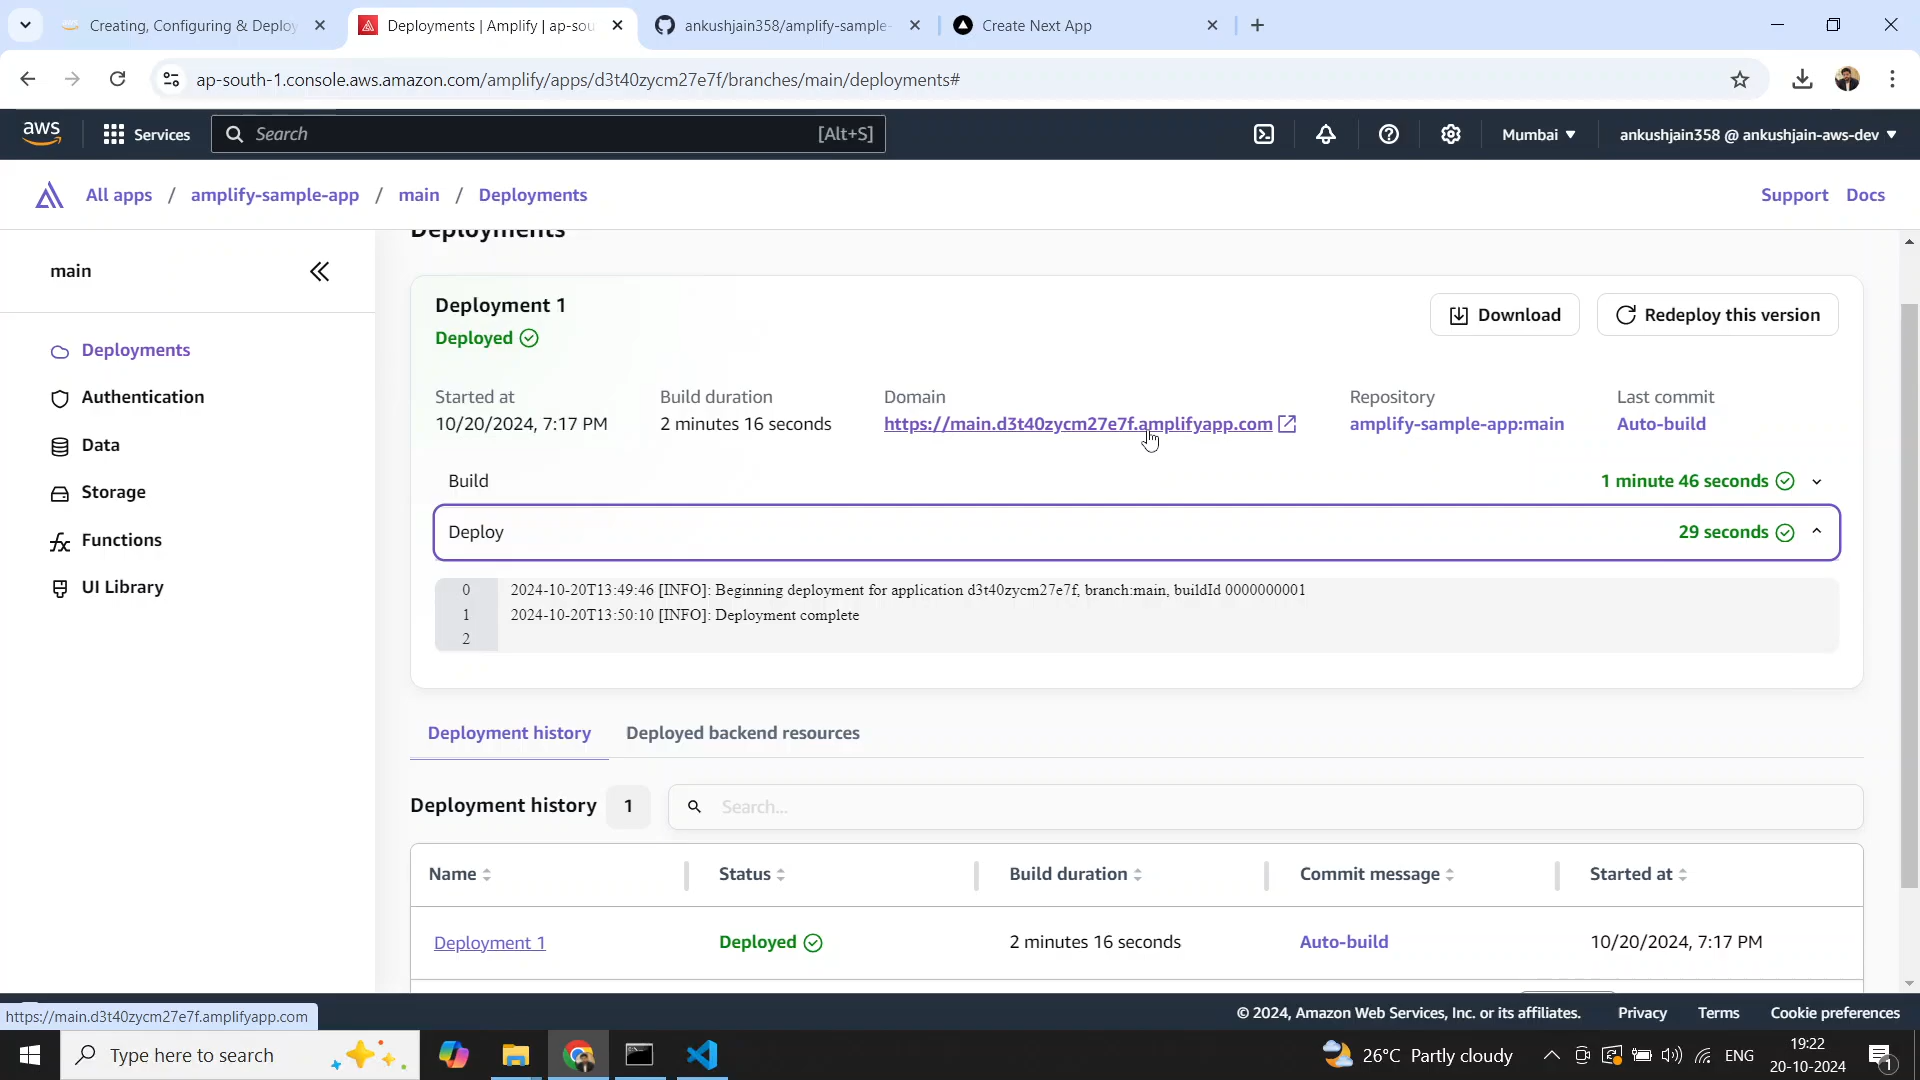 Creating, Configuring & Deploy
Deployments | Amplify | ap-sou
ankushjain358/amplify-sample-
Create Next App
ap-south-1.console.aws.amazon.com/amplify/apps/d3t40zycm27e7f/branches/main/deployments#
aws
Services
Search
[Alt+S]
Mumbai
ankushjain358 @ ankushjain-aws-dev
All apps / amplify-sample-app / main / Deployments
Support
Docs
main
Deployments
Authentication
Data
Storage
Functions
UI Library
Deployments
Deployment 1
Deployed
Download
Redeploy this version
Started at
Build duration
Domain
Repository
Last commit
10/20/2024, 7:17 PM
2 minutes 16 seconds
https://main.d3t40zycm27e7f.amplifyapp.com
amplify-sample-app:main
Auto-build
Build
1 minute 46 seconds
Deploy
29 seconds
0 2024-10-20T13:49:46 [INFO]: Beginning deployment for application d3t40zycm27e7f, branch:main, buildId 0000000001
1 2024-10-20T13:50:10 [INFO]: Deployment complete
2
Deployment history
Deployed backend resources
Deployment history 1
Search...
Name
Status
Build duration
Commit message
Started at
Deployment 1
Deployed
2 minutes 16 seconds
Auto-build
10/20/2024, 7:17 PM
https://main.d3t40zycm27e7f.amplifyapp.com
© 2024, Amazon Web Services, Inc. or its affiliates.
Privacy
Terms
Cookie preferences
Type here to search
26°C Partly cloudy
ENG
19:22
20-10-2024
1